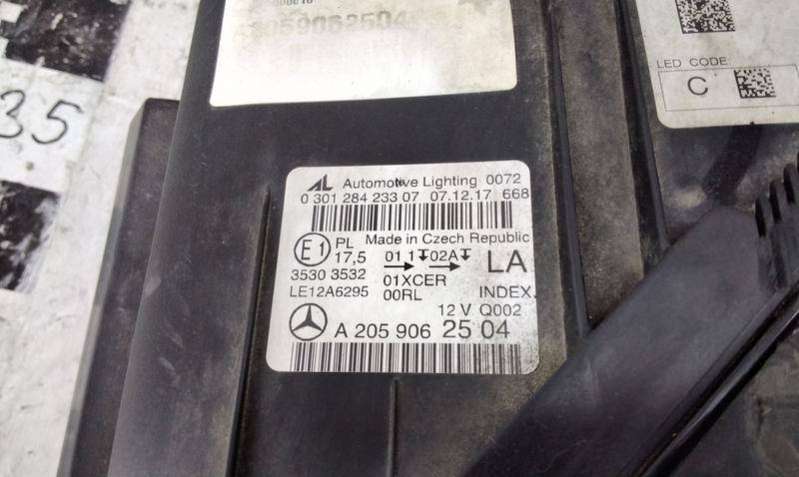 A2059062504
LED CODE:
C
35
AL Automotive Lighting 0072
0 301 284 233 07 07.12.17 668
E1 PL 17,5
Made in Czech Republic
01 1 02A LA
35303532 01XCER
LE12A6295 00RL INDEX.
12 V Q002
A 205 906 25 04